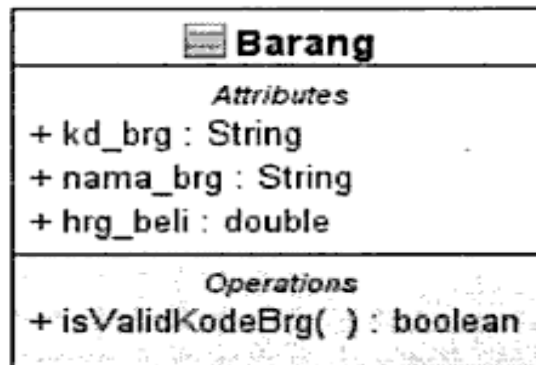 Barang
Attributes
+ kd_brg : String
+ nama_brg : String
+ hrg_beli : double
Operations
+ isValidKodeBrg( ) : boolean